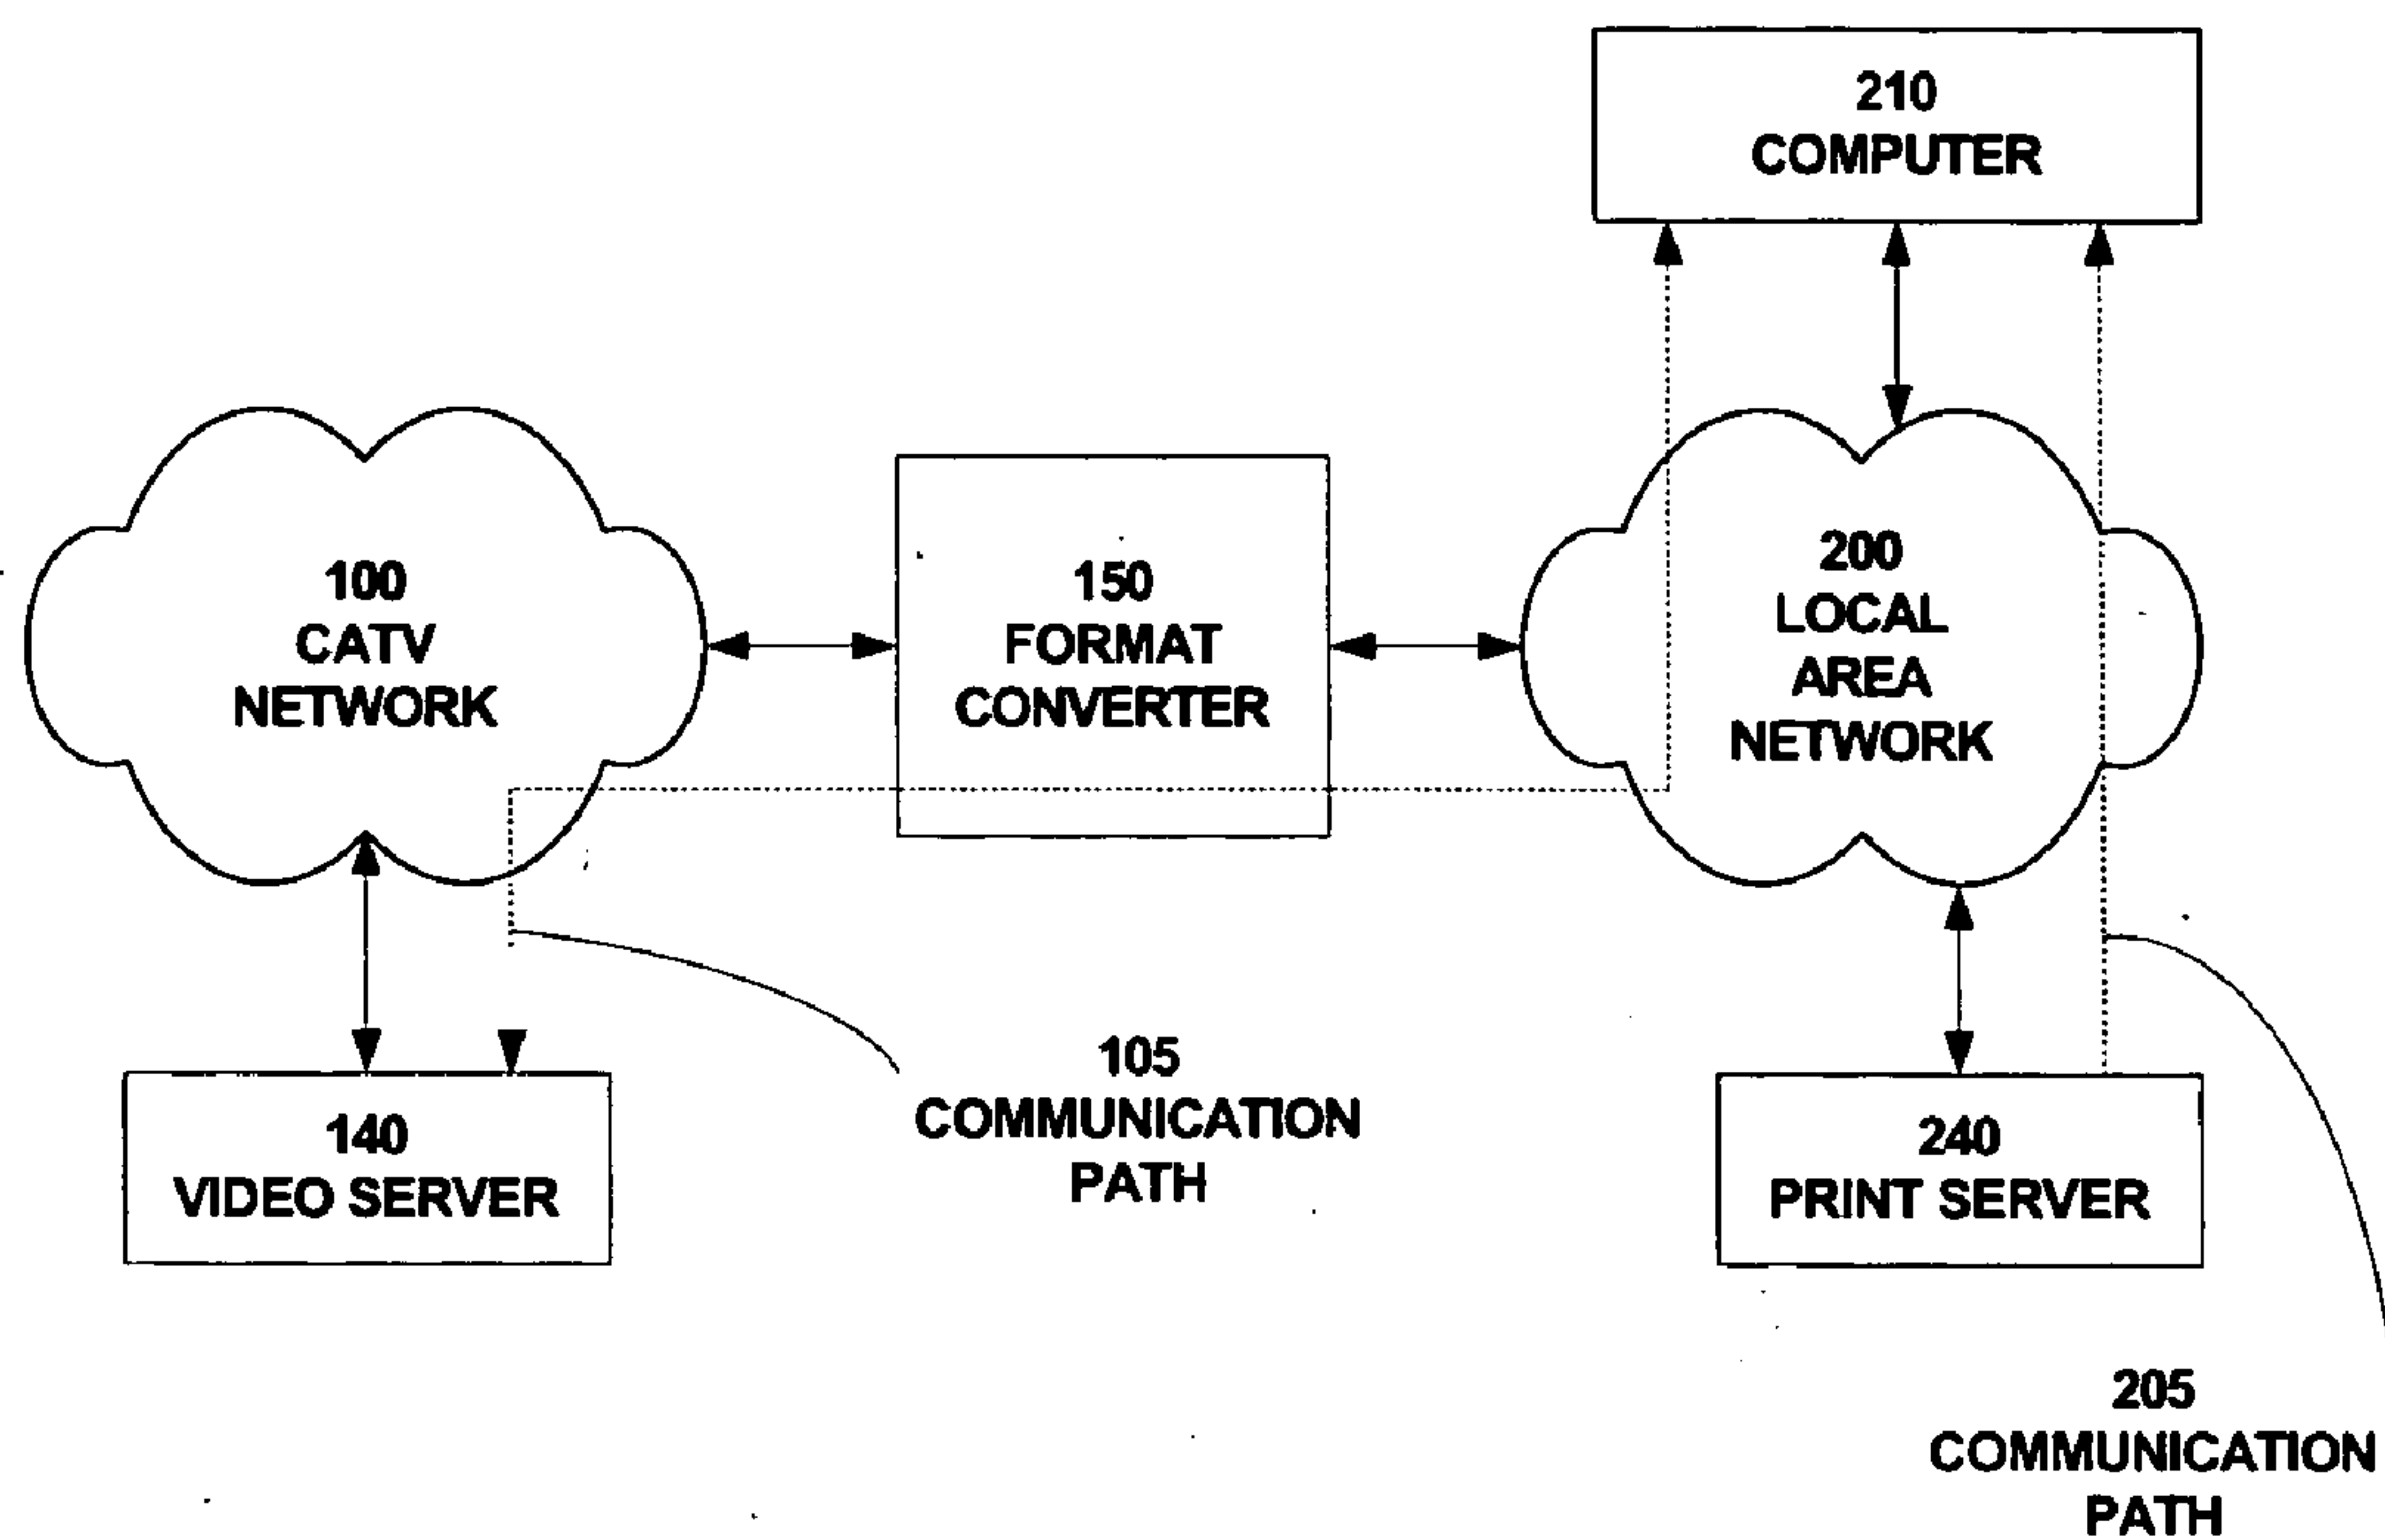 210
COMPUTER
100
CATV
NETWORK
150
FORMAT
CONVERTER
200
LOCAL
AREA
NETWORK
140
VIDEO SERVER
105
COMMUNICATION
PATH
240
PRINT SERVER
205
COMMUNICATION
PATH